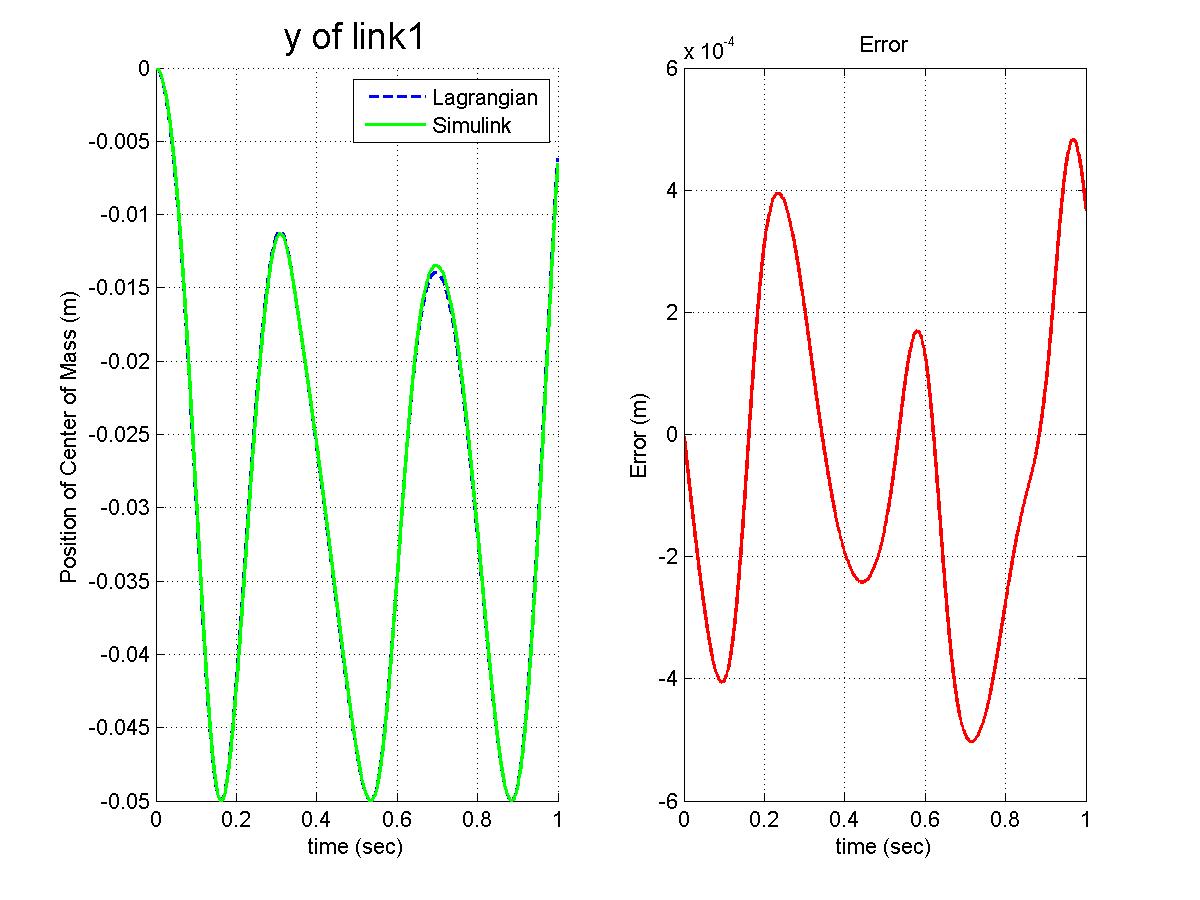 y of link1
Lagrangian
Simulink
0
-0.005
-0.01
-0.015
-0.02
-0.025
-0.03
-0.035
-0.04
-0.045
-0.05
Position of Center of Mass (m)
0 0.2 0.4 0.6 0.8 1
time (sec)
Error
x 10^-4
6
4
2
0
-2
-4
-6
Error (m)
0 0.2 0.4 0.6 0.8 1
time (sec)